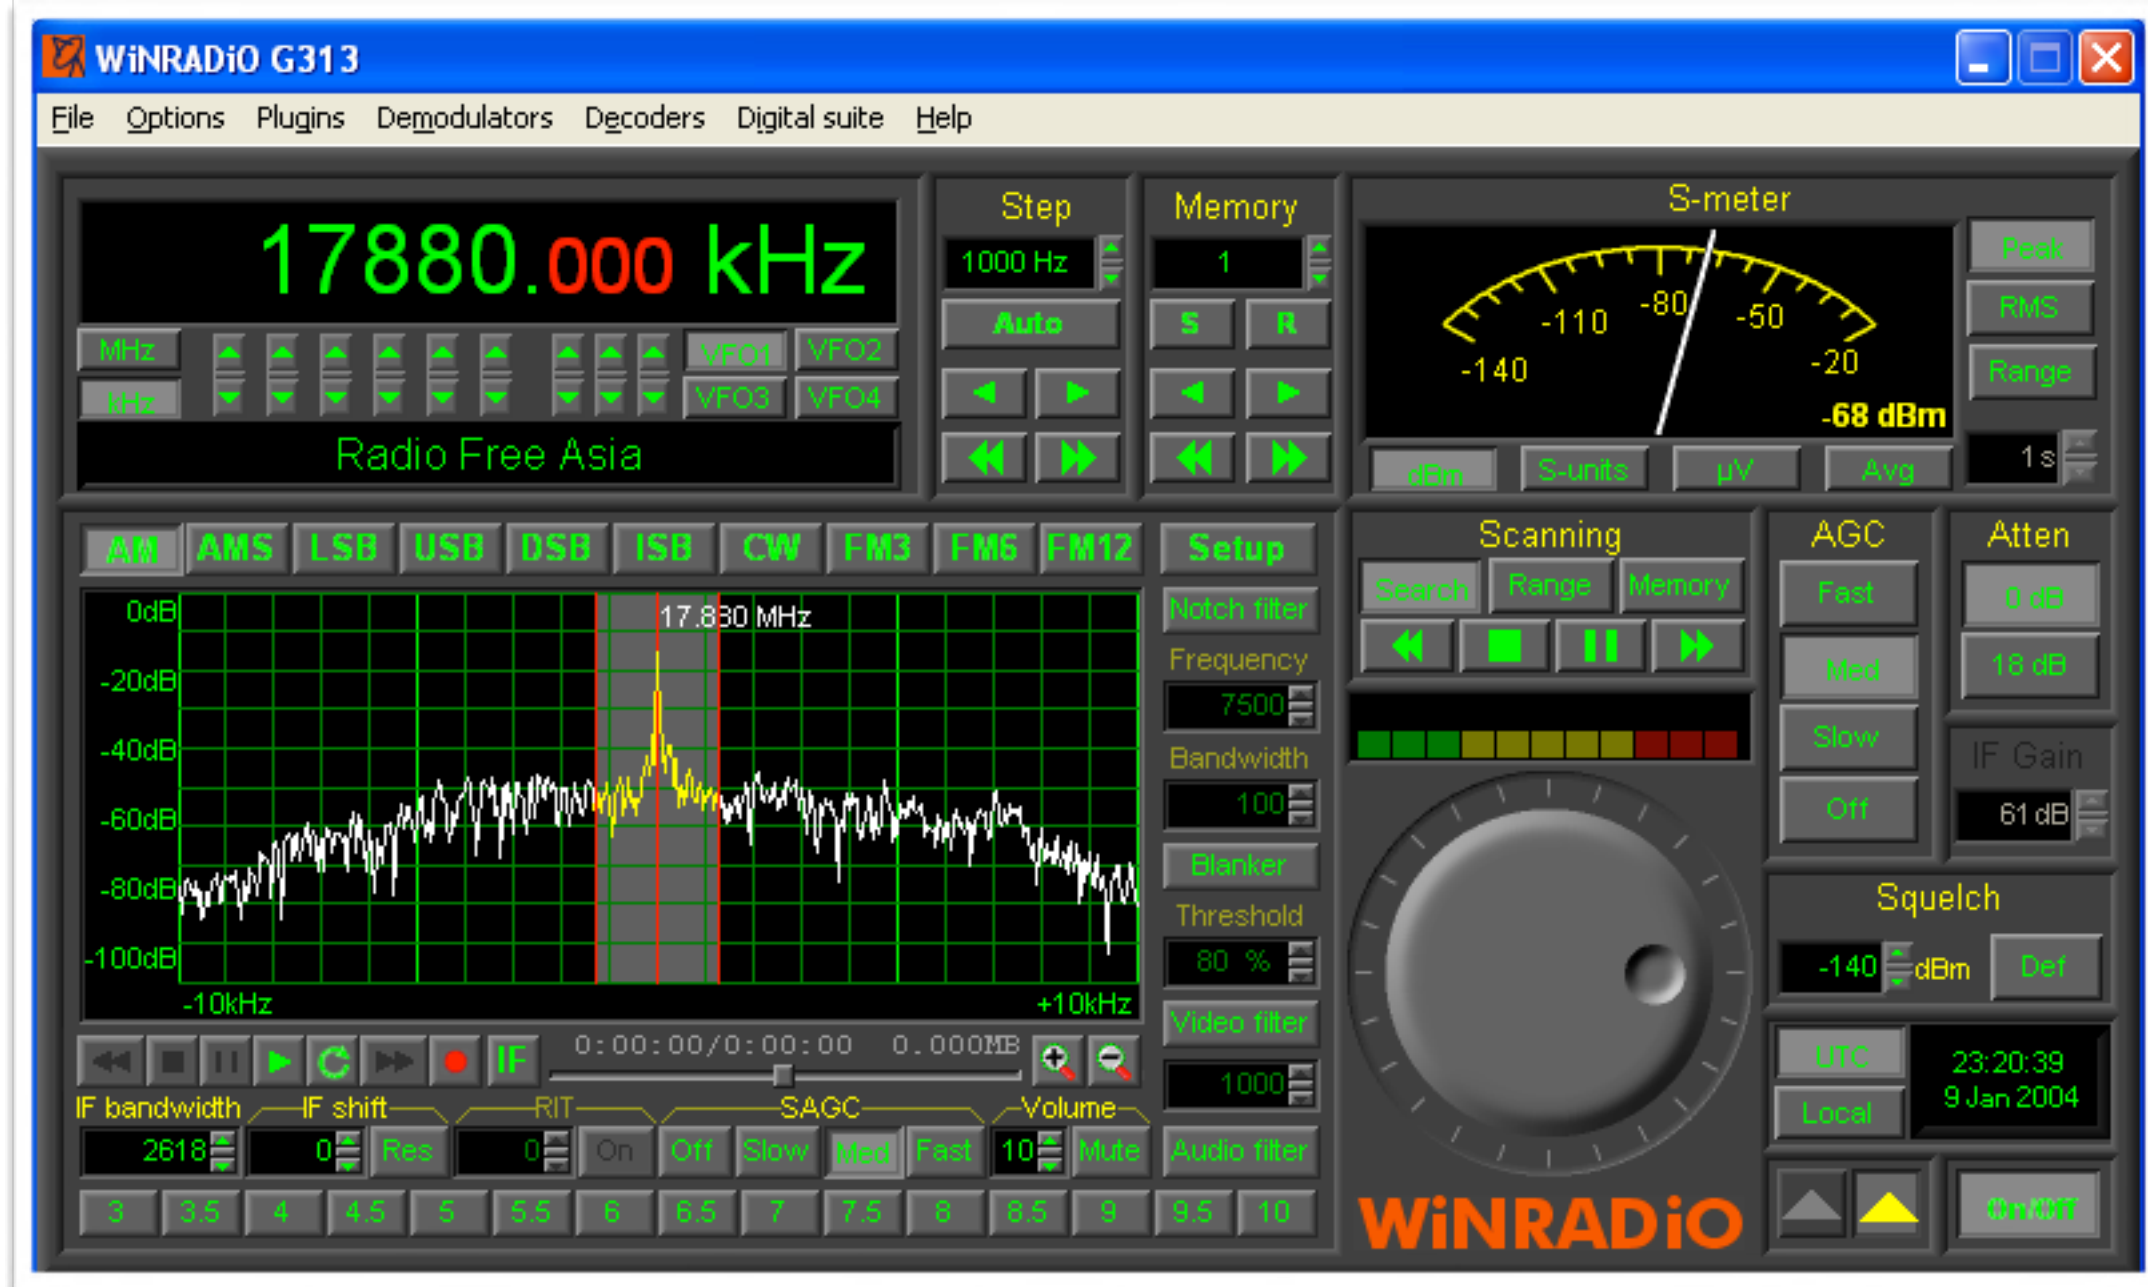 WiNRADiO G313
File Options Plugins Demodulators Decoders Digital suite Help
17880.000 kHz
MHz
kHz
VFO1 VFO2
VFO3 VFO4
Radio Free Asia
Step
1000 Hz
Auto
Memory
1
S R
S-meter
-140 -110 -80 -50 -20
-68 dBm
dBm S-units µV Avg
Peak
RMS
Range
1 s
AM AMS LSB USB DSB ISB CW FM3 FM6 FM12
17.880 MHz
0dB
-20dB
-40dB
-60dB
-80dB
-100dB
-10kHz +10kHz
IF 0:00:00/0:00:00 0.000MB
IF bandwidth IF shift RIT SAGC Volume
2618 0 Res 0 On Off Slow Med Fast 10 Mute
3 3.5 4 4.5 5 5.5 6 6.5 7 7.5 8 8.5 9 9.5 10
Setup
Notch filter
Frequency
7500
Bandwidth
100
Blanker
Threshold
80 %
Video filter
1000
Audio filter
Scanning
Search Range Memory
WiNRADiO
AGC
Fast
Med
Slow
Off
Atten
0 dB
18 dB
IF Gain
61 dB
Squelch
-140 dBm Def
UTC
Local
23:20:39
9 Jan 2004
On/Off